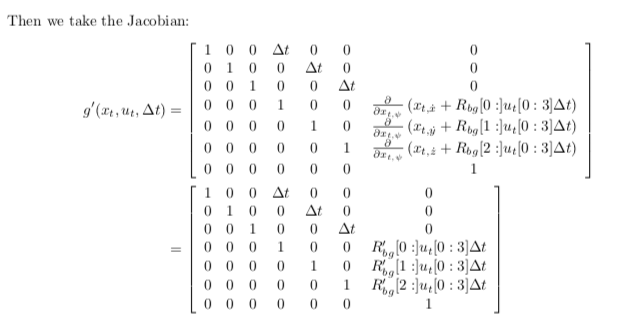 Then we take the Jacobian:
1 0 0 Δt 0 0 0
0 1 0 0 Δt 0 0
0 0 1 0 0 Δt 0
0 0 0 1 0 0 ∂/∂x_{t,ψ} (x_{t,ẋ} + R_{bg}[0 :]u_t[0 : 3]Δt)
g′(x_t, u_t, Δt) = 0 0 0 0 1 0 ∂/∂x_{t,ψ} (x_{t,ẏ} + R_{bg}[1 :]u_t[0 : 3]Δt)
0 0 0 0 0 1 ∂/∂x_{t,ψ} (x_{t,ż} + R_{bg}[2 :]u_t[0 : 3]Δt)
0 0 0 0 0 0 1
1 0 0 Δt 0 0 0
0 1 0 0 Δt 0 0
0 0 1 0 0 Δt 0
= 0 0 0 1 0 0 R′_{bg}[0 :]u_t[0 : 3]Δt
0 0 0 0 1 0 R′_{bg}[1 :]u_t[0 : 3]Δt
0 0 0 0 0 1 R′_{bg}[2 :]u_t[0 : 3]Δt
0 0 0 0 0 0 1